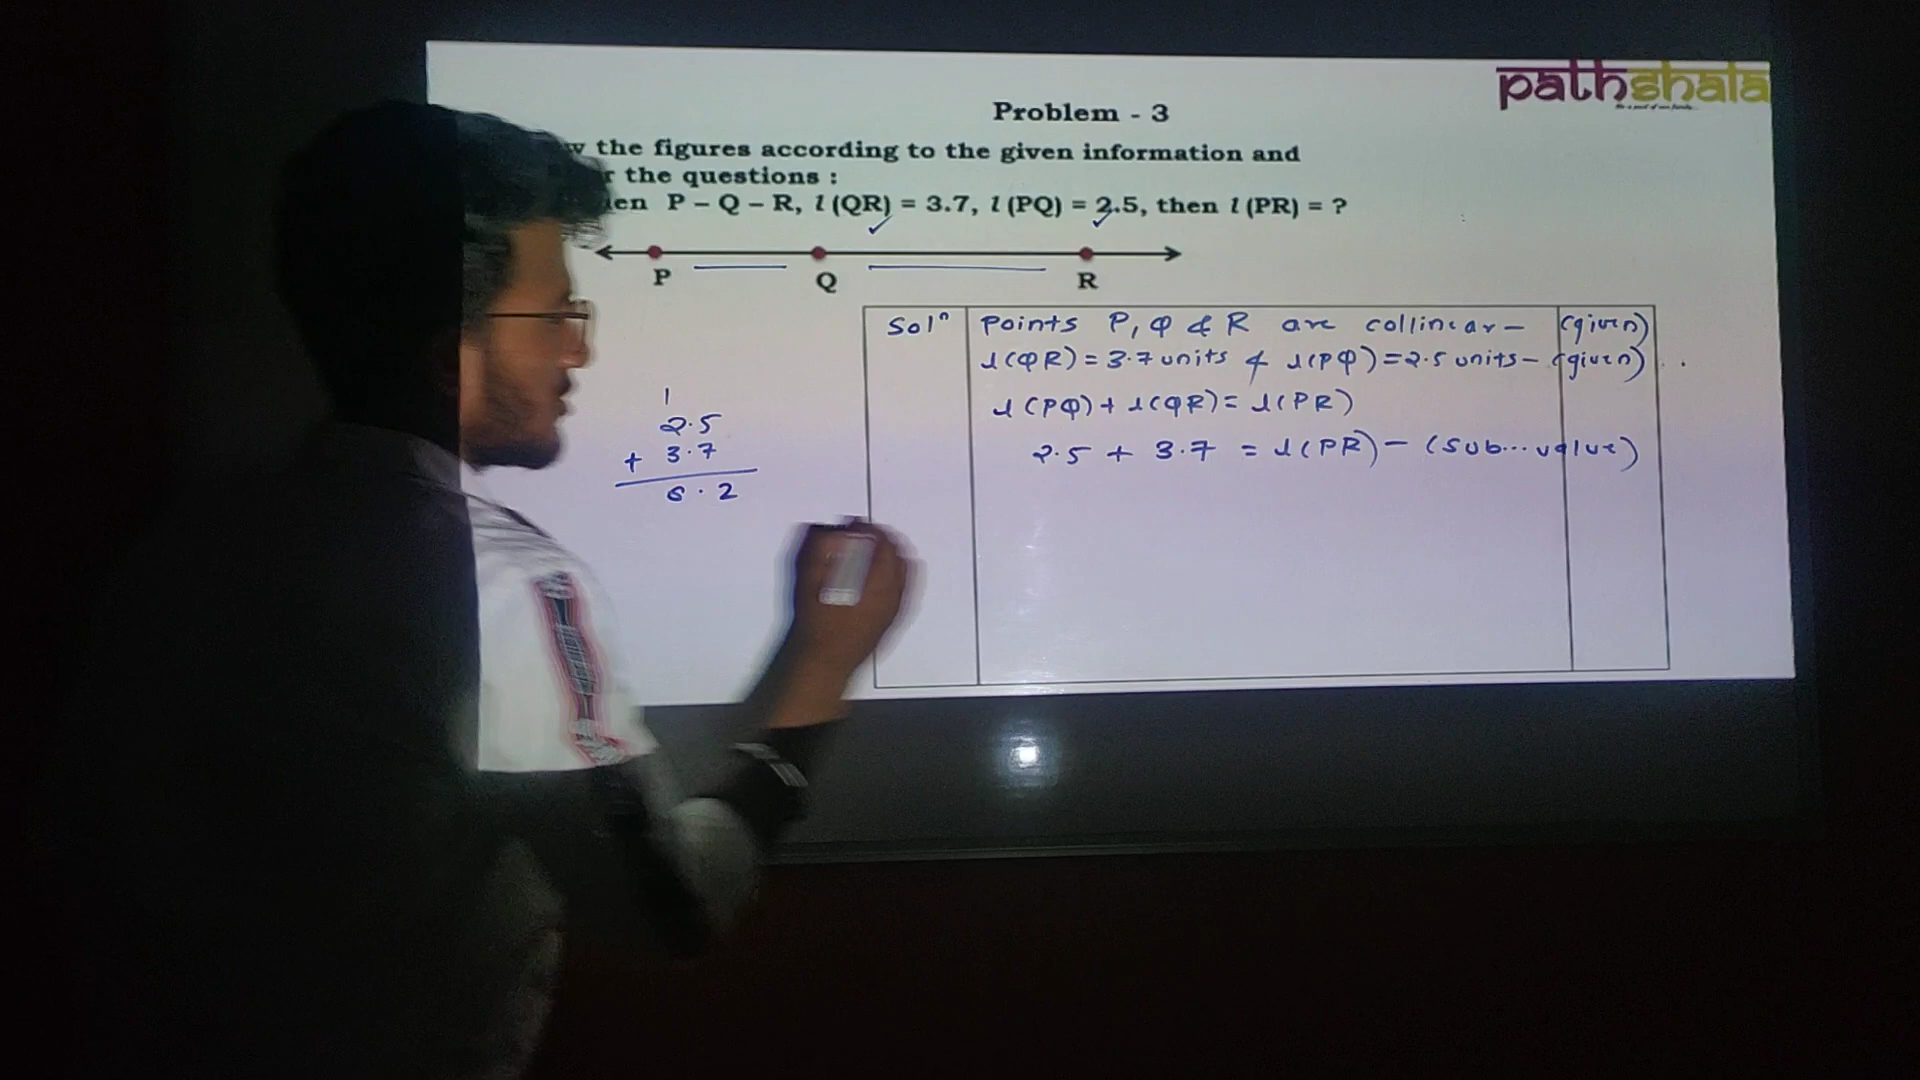 pathshala
Problem - 3
the figures according to the given information and
the questions :
P – Q – R, l (QR) = 3.7, l (PQ) = 2.5, then l (PR) = ?
P Q R
Solⁿ Points P, Q & R are collinear – (given)
l(QR) = 3.7 units & l(PQ) = 2.5 units – (given)
l(PQ) + l(QR) = l(PR)
2.5 + 3.7 = l(PR) – (sub... value)
1
2.5
+ 3.7
6.2